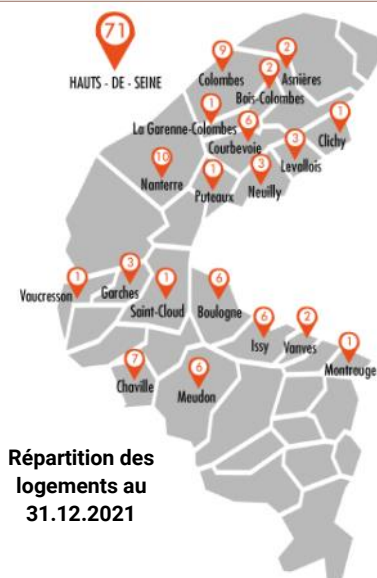 71
HAUTS - DE - SEINE
9
Colombes
2
Asnières
2
Bois-Colombes
1
La Garenne-Colombes
6
Courbevoie
1
Clichy
3
Levallois
10
Nanterre
1
Puteaux
3
Neuilly
1
Vaucresson
3
Garches
1
Saint-Cloud
6
Boulogne
6
Issy
2
Vanves
1
Montrouge
7
Chaville
6
Meudon
Répartition des
logements au
31.12.2021